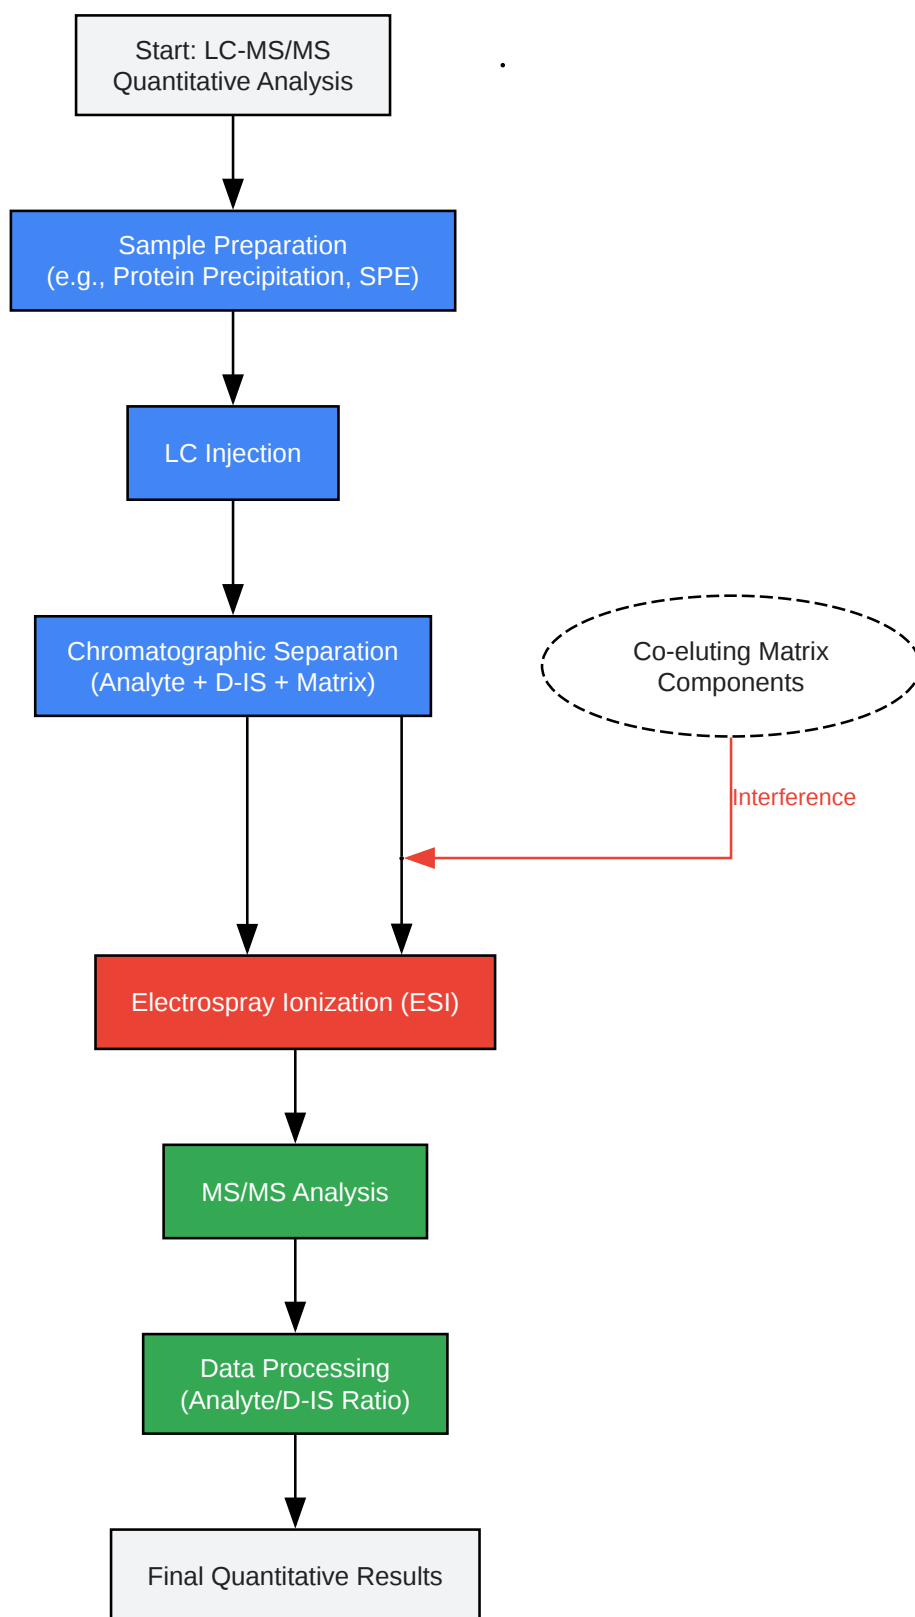 Start: LC-MS/MS
Quantitative Analysis
Sample Preparation
(e.g., Protein Precipitation, SPE)
LC Injection
Chromatographic Separation
(Analyte + D-IS + Matrix)
Co-eluting Matrix
Components
Interference
Electrospray Ionization (ESI)
MS/MS Analysis
Data Processing
(Analyte/D-IS Ratio)
Final Quantitative Results